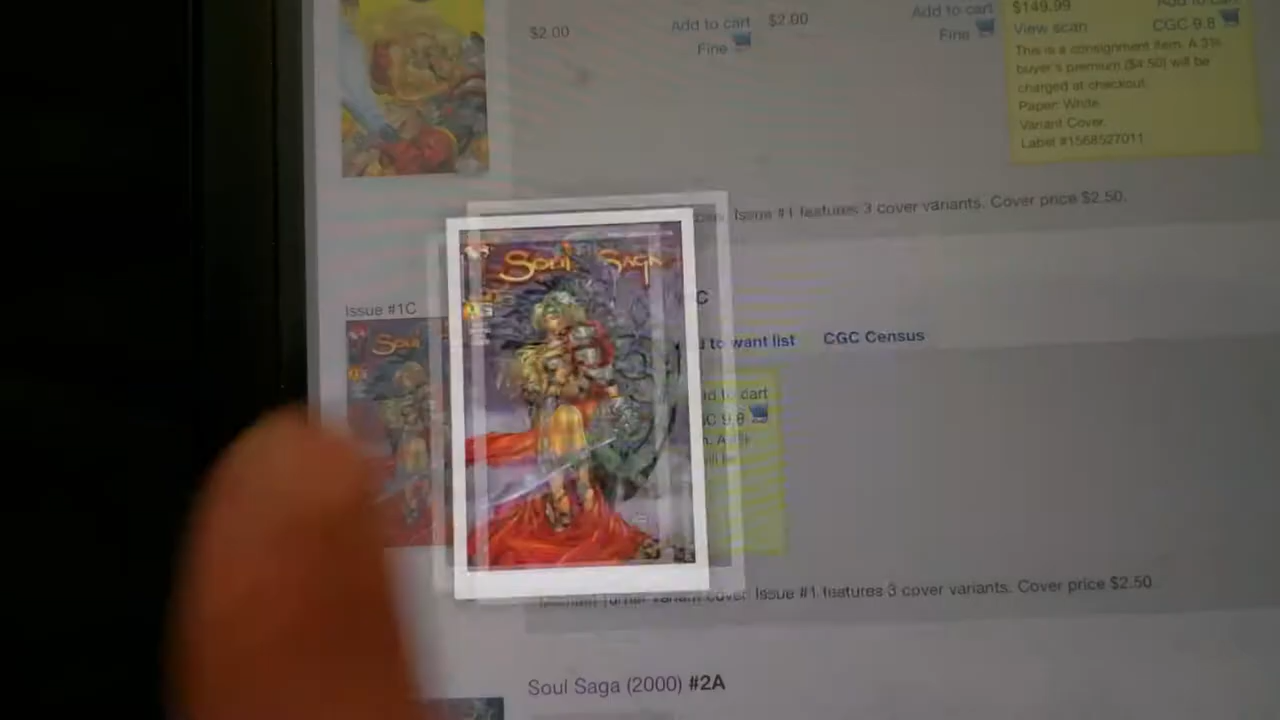 $2.00
Add to cart
Fine
$2.00
Add to cart
Fine
$149.99
Add to cart
View scan
CGC 9.8
This is a consignment item. A 3%
buyer's premium ($4.50) will be
charged at checkout.
Paper: White
Variant Cover.
Label #1568527011
Issue #1 features 3 cover variants. Cover price $2.50.
Issue #1C
Soul Saga
Soul
C
to want list
CGC Census
to cart
9.8
Issue #1 features 3 cover variants. Cover price $2.50
Soul Saga (2000) #2A